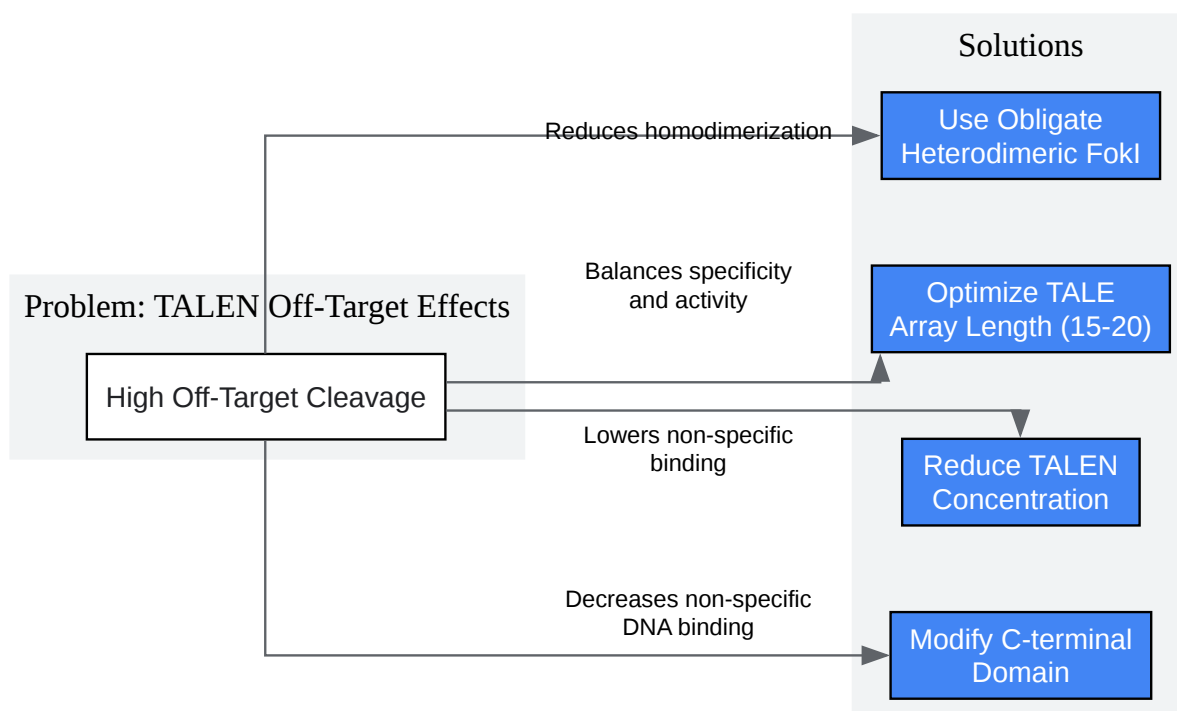 Solutions
Use Obligate
Heterodimeric FokI
Reduces homodimerization
Balances specificity
and activity
Optimize TALE
Array Length (15-20)
Problem: TALEN Off-Target Effects
High Off-Target Cleavage
Lowers non-specific
binding
Reduce TALEN
Concentration
Decreases non-specific
DNA binding
Modify C-terminal
Domain